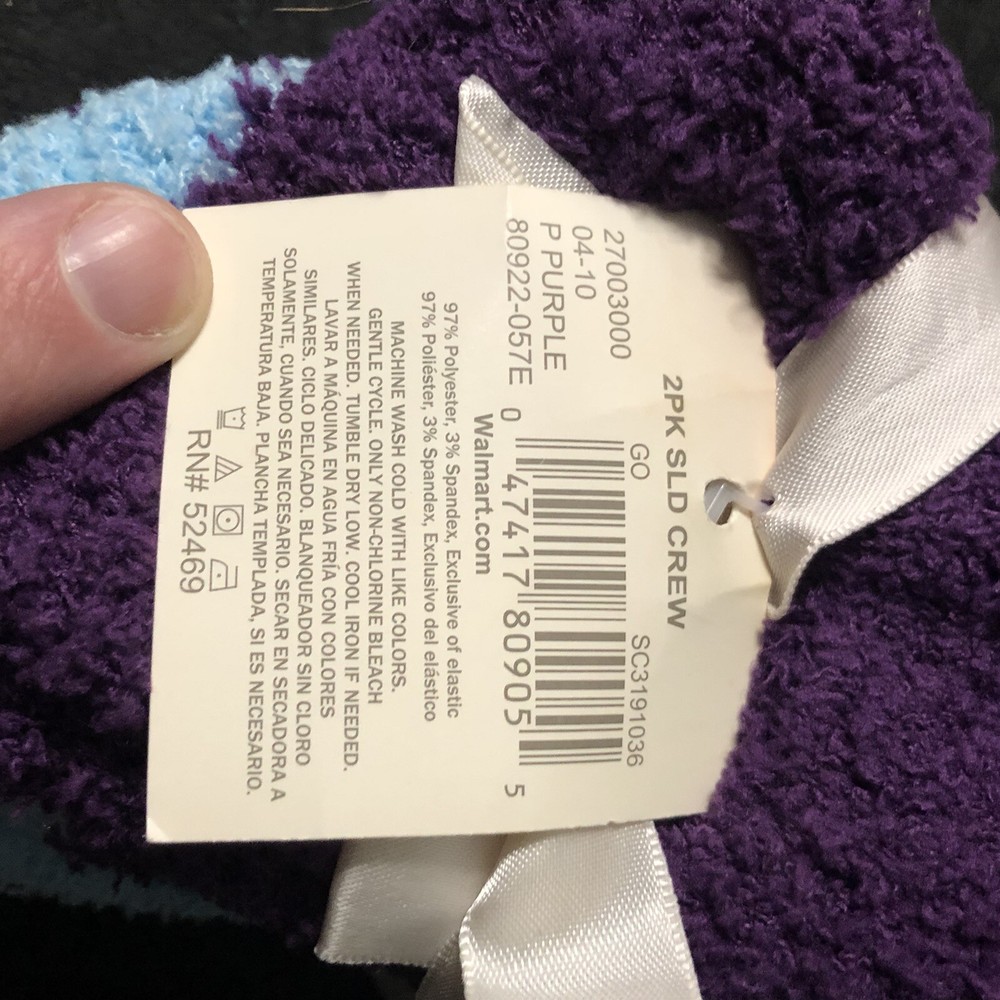 2PK SLD CREW
GO SC3191036
27003000
04-10
P PURPLE
80922-057E
0 47417 80905 5
Walmart.com
97% Polyester, 3% Spandex, Exclusive of elastic
97% Poliéster, 3% Spandex, Exclusivo del elástico
MACHINE WASH COLD WITH LIKE COLORS.
GENTLE CYCLE. ONLY NON-CHLORINE BLEACH
WHEN NEEDED. TUMBLE DRY LOW. COOL IRON IF NEEDED.
LAVAR A MÁQUINA EN AGUA FRÍA CON COLORES
SIMILARES. CICLO DELICADO. BLANQUEADOR SIN CLORO
SOLAMENTE, CUANDO SEA NECESARIO. SECAR EN SECADORA A
TEMPERATURA BAJA. PLANCHA TEMPLADA, SI ES NECESARIO.
RN# 52469